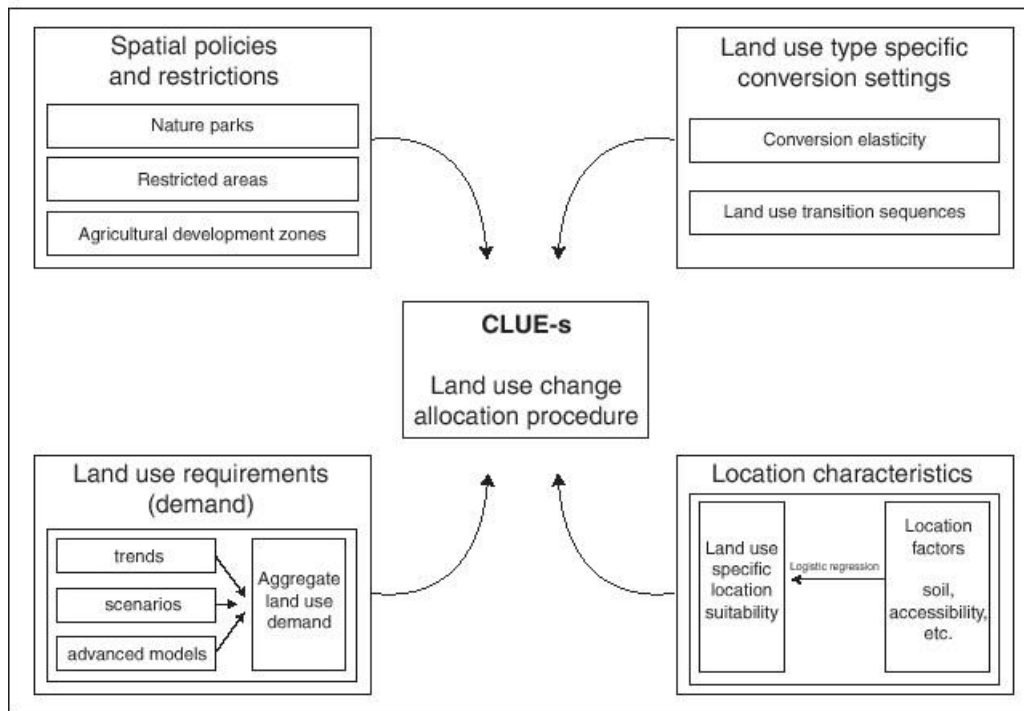 Spatial policies
and restrictions
Nature parks
Restricted areas
Agricultural development zones
Land use type specific
conversion settings
Conversion elasticity
Land use transition sequences
CLUE-s
Land use change
allocation procedure
Land use requirements
(demand)
trends
scenarios
advanced models
Aggregate
land use
demand
Location characteristics
Land use
specific
location
suitability
Logistic regression
Location
factors
soil,
accessibility,
etc.